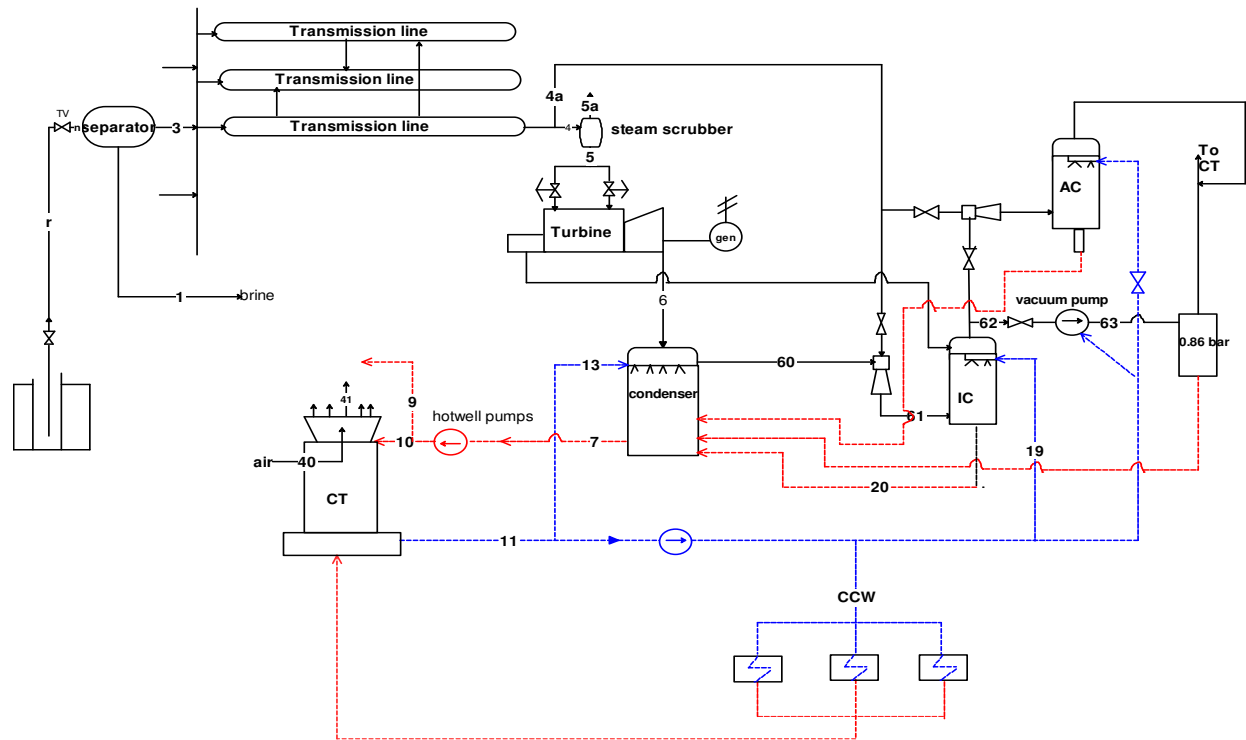 Transmission line
Transmission line
Transmission line
TV
n
separator
3
4a
5a
4
steam scrubber
5
r
Turbine
gen
AC
To
CT
1
brine
6
vacuum pump
62
63
0.86 bar
13
condenser
60
IC
61
9
hotwell pumps
41
10
7
air
40
CT
20
19
11
CCW